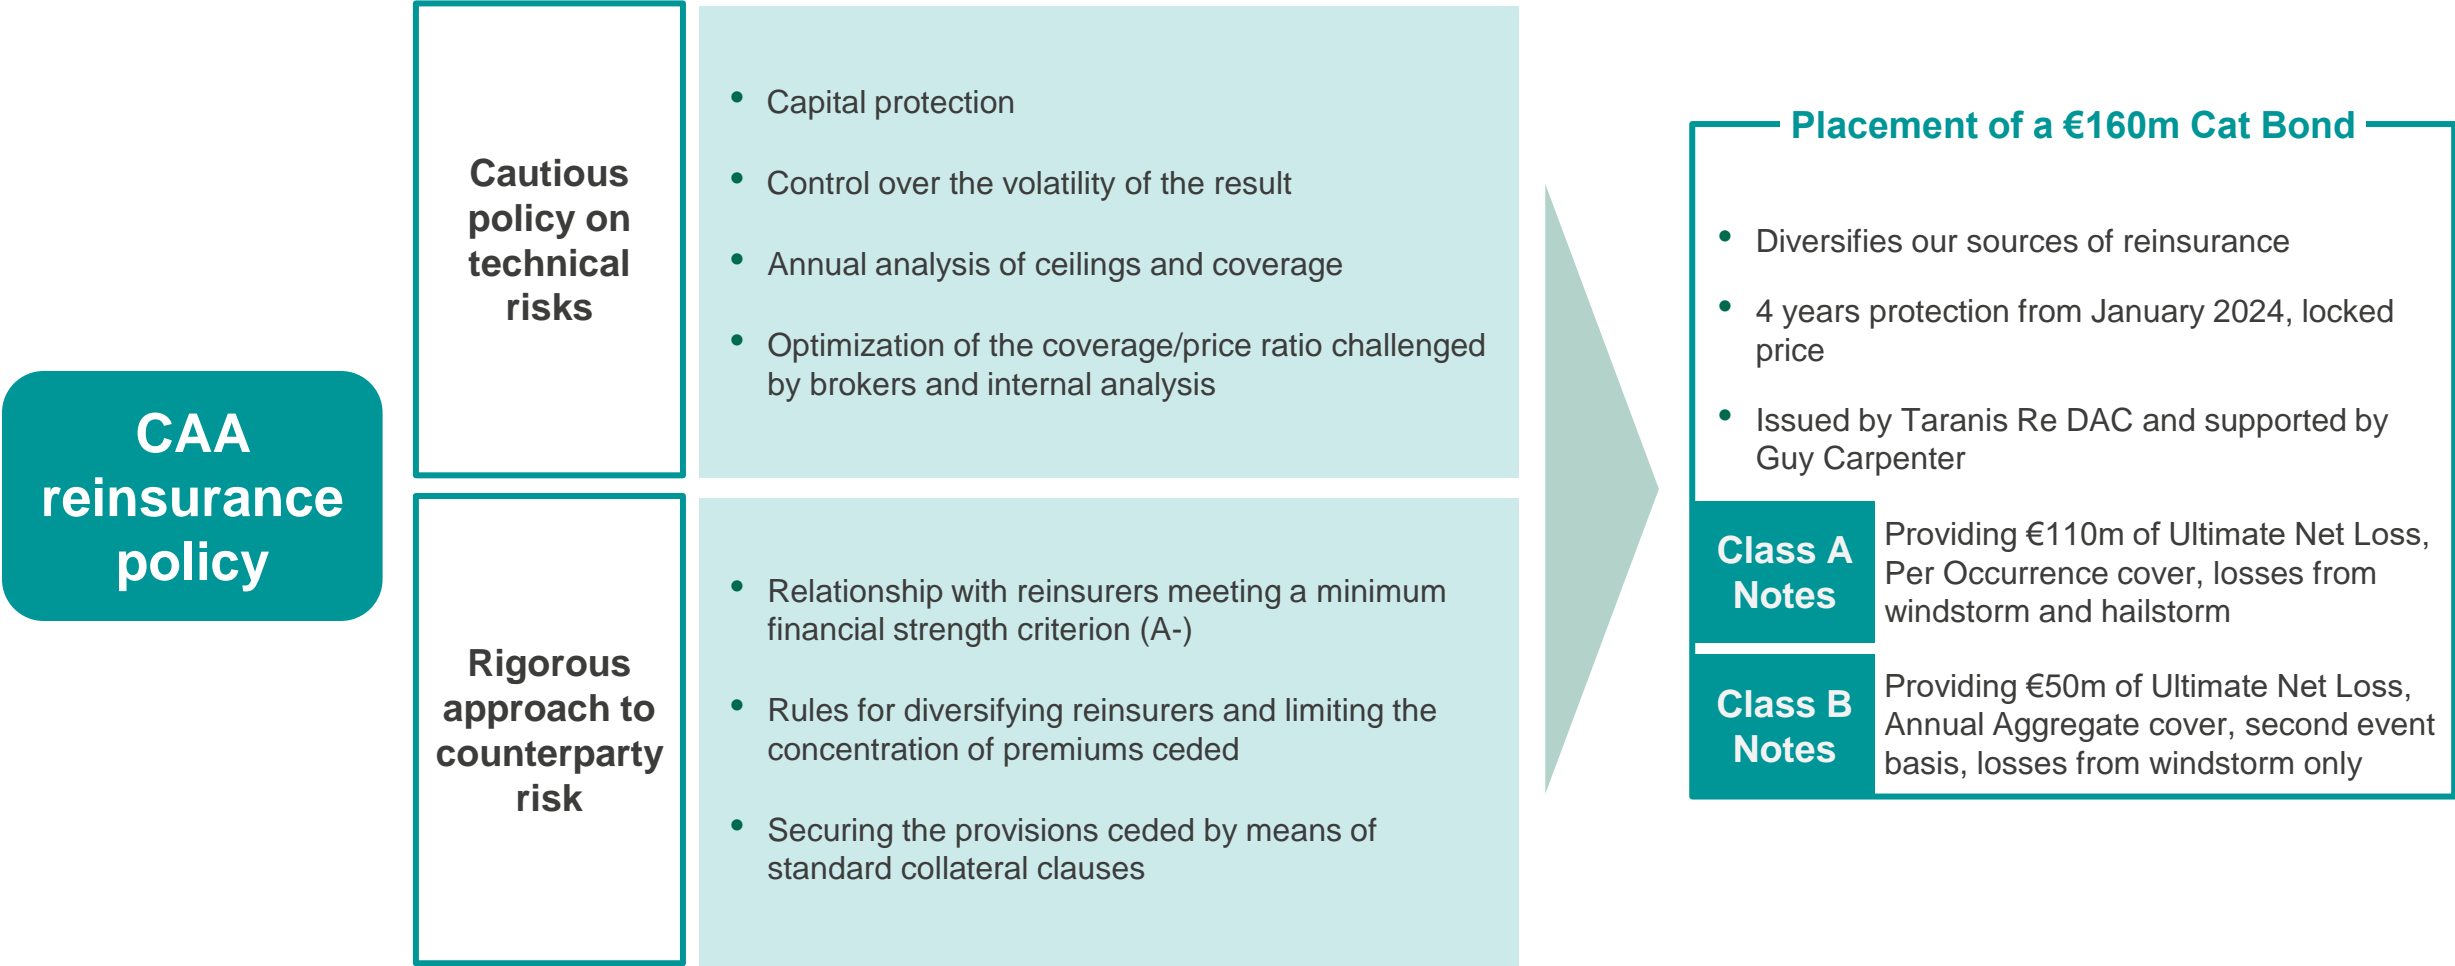 CAA
reinsurance
policy
Cautious
policy on
technical
risks
• Capital protection
• Control over the volatility of the result
• Annual analysis of ceilings and coverage
• Optimization of the coverage/price ratio challenged
by brokers and internal analysis
Rigorous
approach to
counterparty
risk
• Relationship with reinsurers meeting a minimum
financial strength criterion (A-)
• Rules for diversifying reinsurers and limiting the
concentration of premiums ceded
• Securing the provisions ceded by means of
standard collateral clauses
Placement of a €160m Cat Bond
• Diversifies our sources of reinsurance
• 4 years protection from January 2024, locked
price
• Issued by Taranis Re DAC and supported by
Guy Carpenter
Class A
Notes
Providing €110m of Ultimate Net Loss,
Per Occurrence cover, losses from
windstorm and hailstorm
Class B
Notes
Providing €50m of Ultimate Net Loss,
Annual Aggregate cover, second event
basis, losses from windstorm only